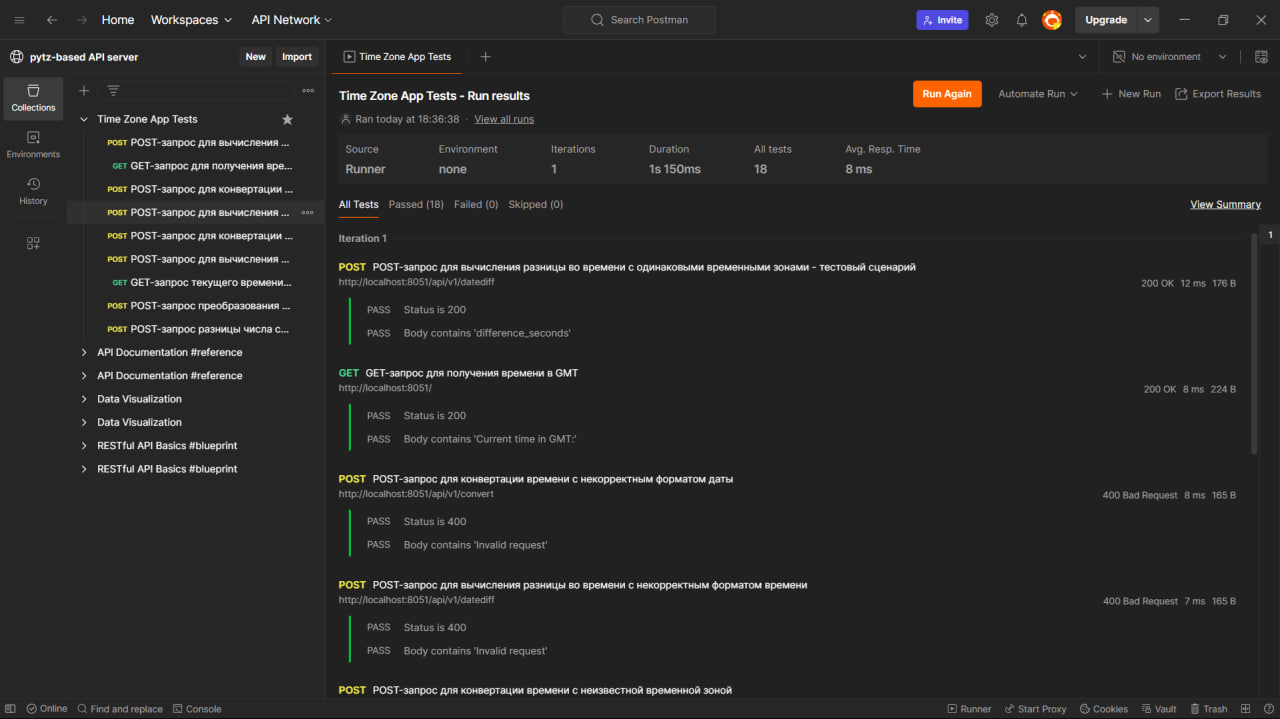 Home Workspaces API Network Search Postman Invite Upgrade
pytz-based API server New Import Time Zone App Tests No environment
Collections
Environments
History
Time Zone App Tests
POST POST-запрос для вычисления ...
GET GET-запрос для получения вре...
POST POST-запрос для конвертации ...
POST POST-запрос для вычисления ...
POST POST-запрос для конвертации ...
POST POST-запрос для вычисления ...
GET GET-запрос текущего времени...
POST POST-запрос преобразования ...
POST POST-запрос разницы числа с...
API Documentation #reference
API Documentation #reference
Data Visualization
Data Visualization
RESTful API Basics #blueprint
RESTful API Basics #blueprint
Time Zone App Tests - Run results Run Again Automate Run New Run Export Results
Ran today at 18:36:38 · View all runs
Source Environment Iterations Duration All tests Avg. Resp. Time
Runner none 1 1s 150ms 18 8 ms
All Tests Passed (18) Failed (0) Skipped (0) View Summary
Iteration 1
1
POST POST-запрос для вычисления разницы во времени с одинаковыми временными зонами - тестовый сценарий
http://localhost:8051/api/v1/datediff 200 OK 12 ms 176 B
PASS Status is 200
PASS Body contains 'difference_seconds'
GET GET-запрос для получения времени в GMT
http://localhost:8051/ 200 OK 8 ms 224 B
PASS Status is 200
PASS Body contains 'Current time in GMT:'
POST POST-запрос для конвертации времени с некорректным форматом даты
http://localhost:8051/api/v1/convert 400 Bad Request 8 ms 165 B
PASS Status is 400
PASS Body contains 'Invalid request'
POST POST-запрос для вычисления разницы во времени с некорректным форматом времени
http://localhost:8051/api/v1/datediff 400 Bad Request 7 ms 165 B
PASS Status is 400
PASS Body contains 'Invalid request'
POST POST-запрос для конвертации времени с неизвестной временной зоной
Online Find and replace Console Runner Start Proxy Cookies Vault Trash